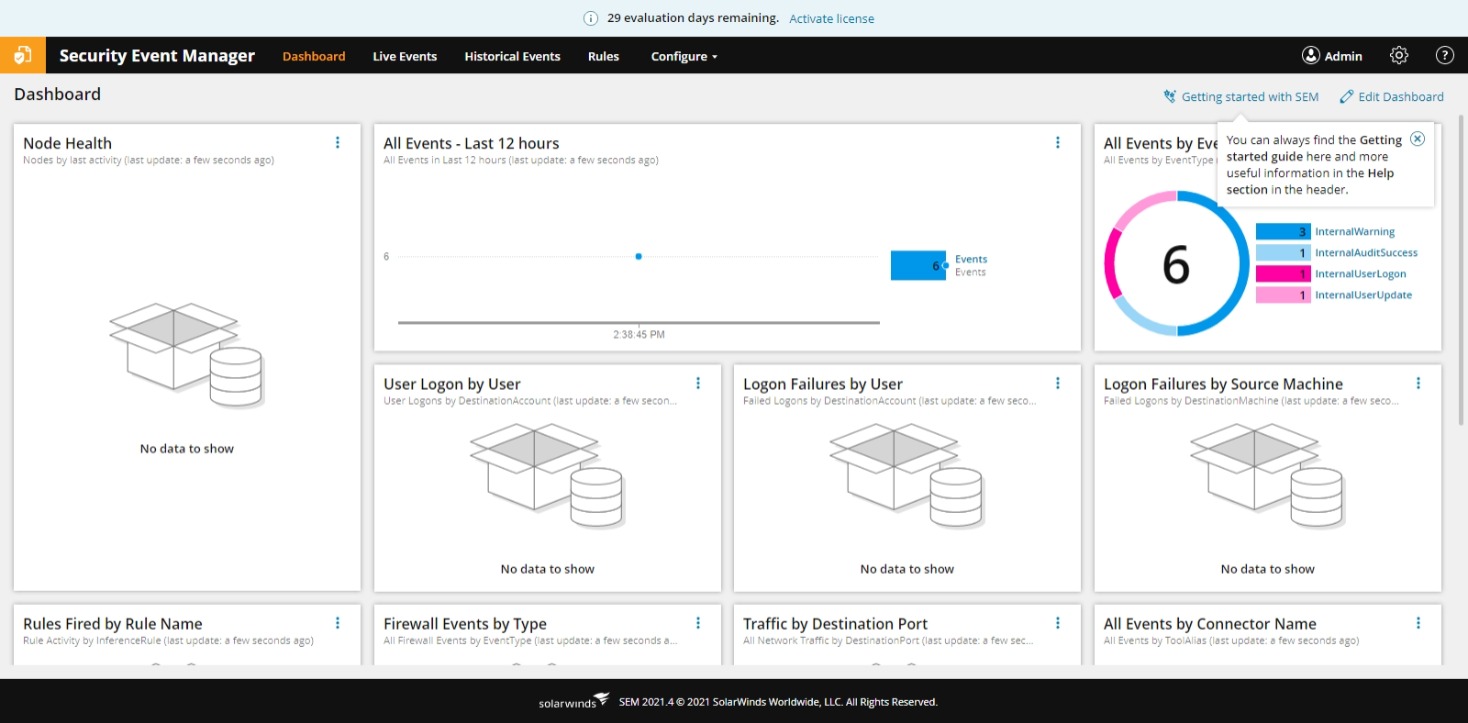 29 evaluation days remaining. Activate license
Security Event Manager Dashboard Live Events Historical Events Rules Configure Admin
Dashboard
Getting started with SEM Edit Dashboard
You can always find the Getting
started guide here and more
useful information in the Help
section in the header.
Node Health
Nodes by last activity (last update: a few seconds ago)
No data to show
All Events - Last 12 hours
All Events in Last 12 hours (last update: a few seconds ago)
6
2:38:45 PM
6 Events
Events
All Events by Eve
All Events by EventType
6
3 InternalWarning
1 InternalAuditSuccess
1 InternalUserLogon
1 InternalUserUpdate
User Logon by User
User Logons by DestinationAccount (last update: a few secon...
No data to show
Logon Failures by User
Failed Logons by DestinationAccount (last update: a few seco...
No data to show
Logon Failures by Source Machine
Failed Logons by DestinationMachine (last update: a few seco...
No data to show
Rules Fired by Rule Name
Rule Activity by InferenceRule (last update: a few seconds ago)
Firewall Events by Type
All Firewall Events by EventType (last update: a few seconds a...
Traffic by Destination Port
All Network Traffic by DestinationPort (last update: a few sec...
All Events by Connector Name
All Events by ToolAlias (last update: a few seconds ago)
solarwinds SEM 2021.4 © 2021 SolarWinds Worldwide, LLC. All Rights Reserved.